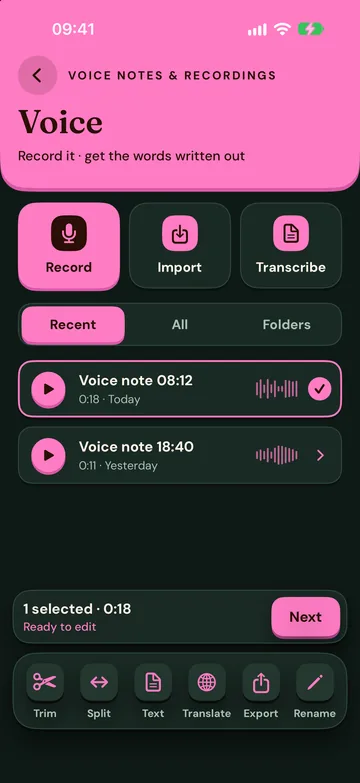 09:41
VOICE NOTES & RECORDINGS
Voice
Record it · get the words written out
Record
Import
Transcribe
Recent
All
Folders
Voice note 08:12
0:18 · Today
Voice note 18:40
0:11 · Yesterday
1 selected · 0:18
Ready to edit
Next
Trim
Split
Text
Translate
Export
Rename